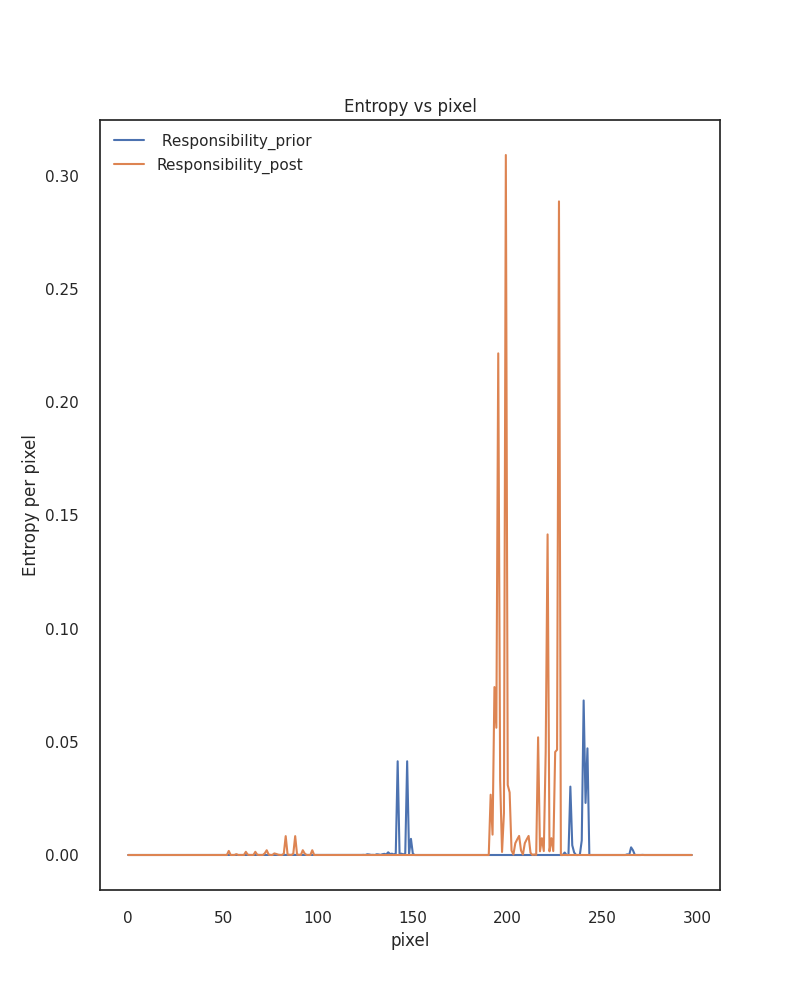 Entropy vs pixel
Responsibility_prior
Responsibility_post
0.30
0.25
0.20
0.15
0.10
0.05
0.00
Entropy per pixel
0 50 100 150 200 250 300
pixel